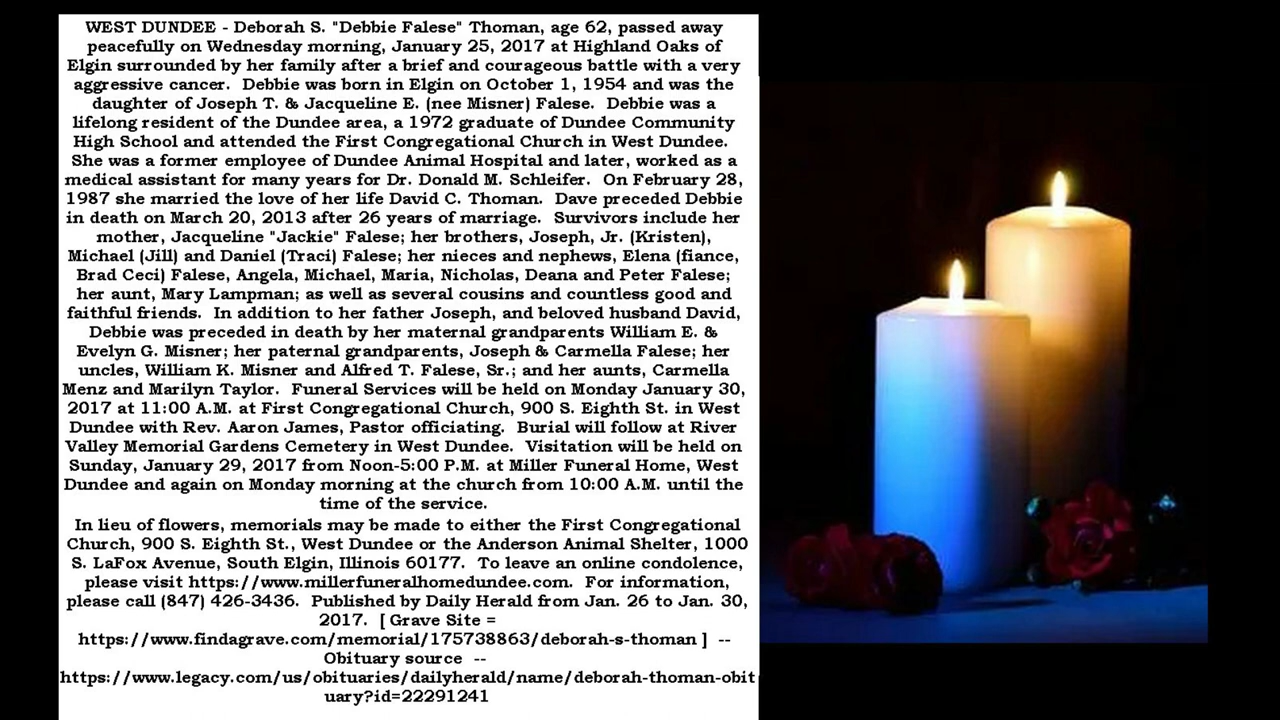 WEST DUNDEE - Deborah S. "Debbie Falese" Thoman, age 62, passed away
peacefully on Wednesday morning, January 25, 2017 at Highland Oaks of
Elgin surrounded by her family after a brief and courageous battle with a very
aggressive cancer.  Debbie was born in Elgin on October 1, 1954 and was the
daughter of Joseph T. & Jacqueline E. (nee Misner) Falese.  Debbie was a
lifelong resident of the Dundee area, a 1972 graduate of Dundee Community
High School and attended the First Congregational Church in West Dundee.
She was a former employee of Dundee Animal Hospital and later, worked as a
medical assistant for many years for Dr. Donald M. Schleifer.  On February 28,
1987 she married the love of her life David C. Thoman.  Dave preceded Debbie
in death on March 20, 2013 after 26 years of marriage.  Survivors include her
mother, Jacqueline "Jackie" Falese; her brothers, Joseph, Jr. (Kristen),
Michael (Jill) and Daniel (Traci) Falese; her nieces and nephews, Elena (fiance,
Brad Ceci) Falese, Angela, Michael, Maria, Nicholas, Deana and Peter Falese;
her aunt, Mary Lampman; as well as several cousins and countless good and
faithful friends.  In addition to her father Joseph, and beloved husband David,
Debbie was preceded in death by her maternal grandparents William E. &
Evelyn G. Misner; her paternal grandparents, Joseph & Carmella Falese; her
uncles, William K. Misner and Alfred T. Falese, Sr.; and her aunts, Carmella
Menz and Marilyn Taylor.  Funeral Services will be held on Monday January 30,
2017 at 11:00 A.M. at First Congregational Church, 900 S. Eighth St. in West
Dundee with Rev. Aaron James, Pastor officiating.  Burial will follow at River
Valley Memorial Gardens Cemetery in West Dundee.  Visitation will be held on
Sunday, January 29, 2017 from Noon-5:00 P.M. at Miller Funeral Home, West
Dundee and again on Monday morning at the church from 10:00 A.M. until the
time of the service.
In lieu of flowers, memorials may be made to either the First Congregational
Church, 900 S. Eighth St., West Dundee or the Anderson Animal Shelter, 1000
S. LaFox Avenue, South Elgin, Illinois 60177.  To leave an online condolence,
please visit https://www.millerfuneralhomedundee.com.  For information,
please call (847) 426-3436.  Published by Daily Herald from Jan. 26 to Jan. 30,
2017.  [ Grave Site =
https://www.findagrave.com/memorial/175738863/deborah-s-thoman ]  --
Obituary source  --
https://www.legacy.com/us/obituaries/dailyherald/name/deborah-thoman-obit
uary?id=22291241